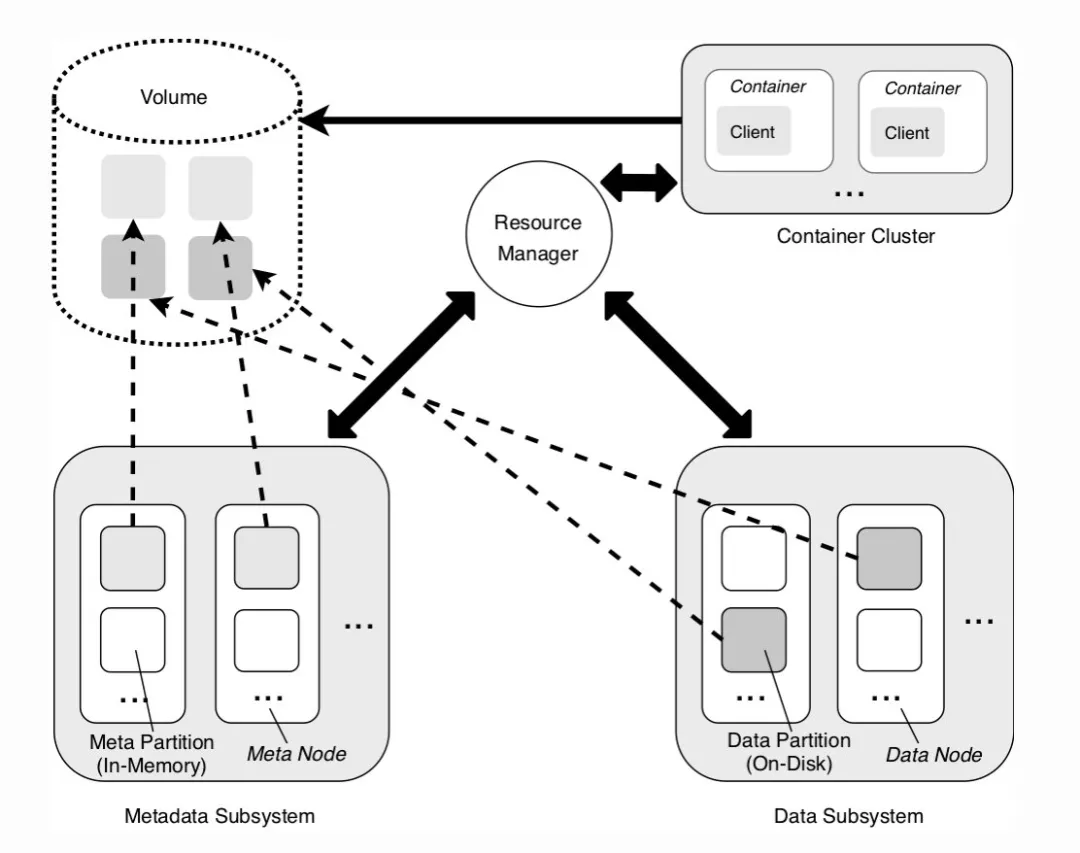 Volume
Container
Client
Container
Client
...
Container Cluster
Resource
Manager
...
...
...
Meta Partition
(In-Memory)
Meta Node
Metadata Subsystem
...
...
...
Data Partition
(On-Disk)
Data Node
Data Subsystem